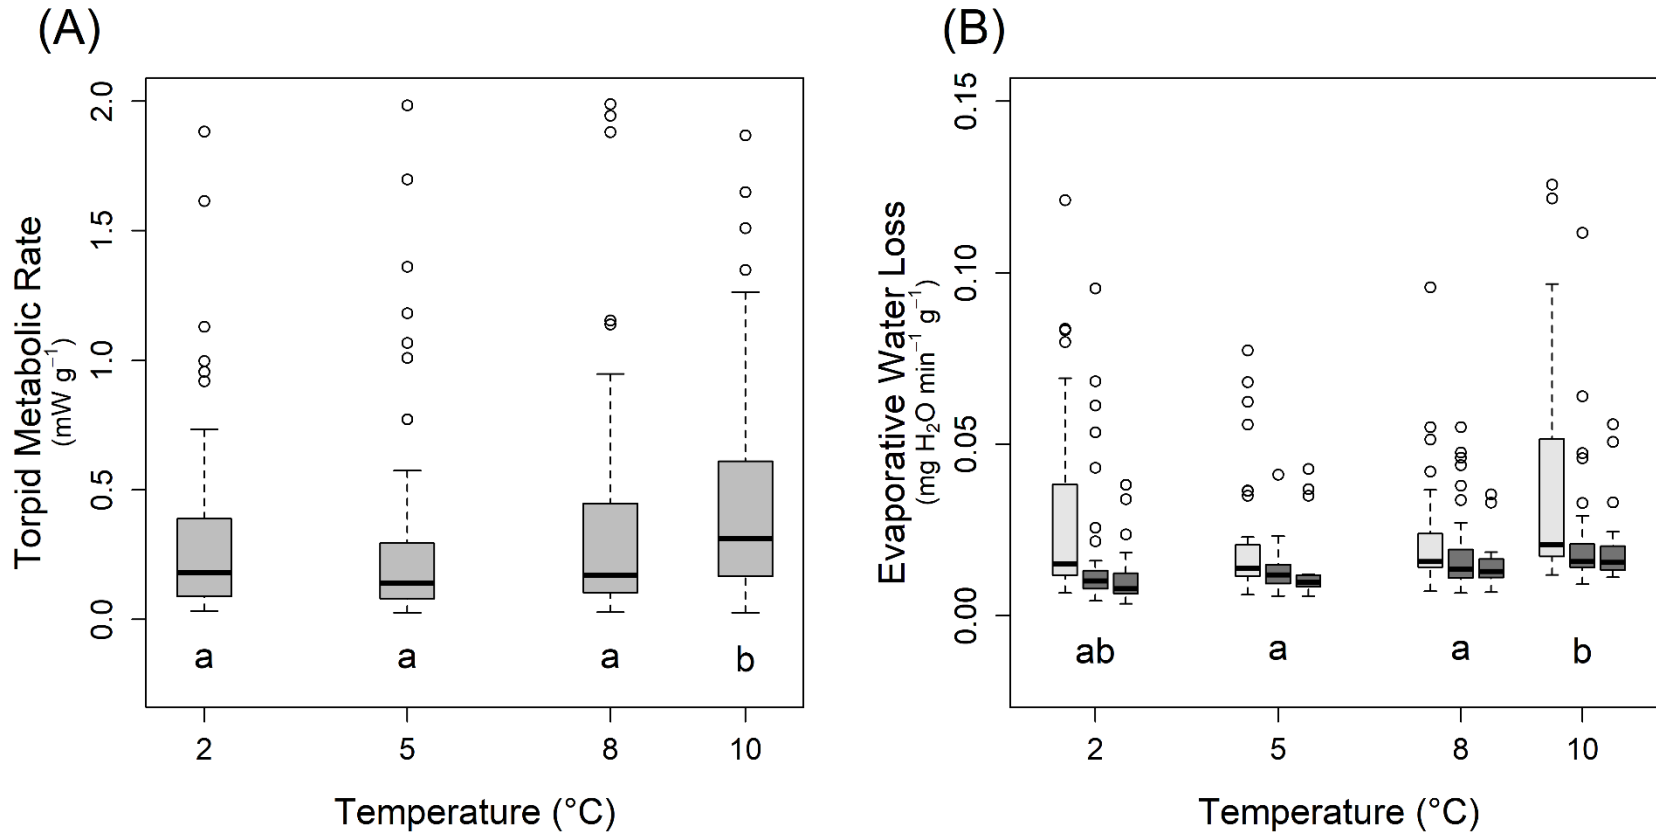 (A)
Torpid Metabolic Rate
(mW g⁻¹)
2.0
1.5
1.0
0.5
0.0
a a a b
2 5 8 10
Temperature (°C)
(B)
Evaporative Water Loss
(mg H₂O min⁻¹ g⁻¹)
0.15
0.10
0.05
0.00
ab a a b
2 5 8 10
Temperature (°C)